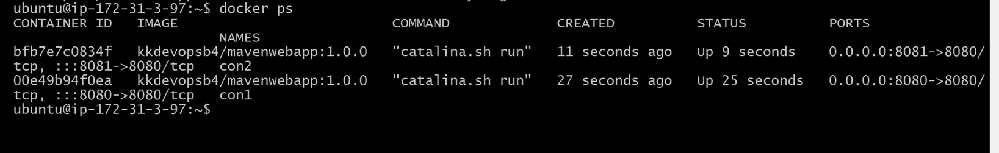 ubuntu@ip-172-31-3-97:~$ docker ps
CONTAINER ID   IMAGE                          COMMAND             CREATED          STATUS          PORTS
                         NAMES
bfb7e7c0834f   kkdevopsb4/mavenwebapp:1.0.0   "catalina.sh run"   11 seconds ago   Up 9 seconds    0.0.0.0:8081->8080/
tcp, :::8081->8080/tcp   con2
00e49b94f0ea   kkdevopsb4/mavenwebapp:1.0.0   "catalina.sh run"   27 seconds ago   Up 25 seconds   0.0.0.0:8080->8080/
tcp, :::8080->8080/tcp   con1
ubuntu@ip-172-31-3-97:~$